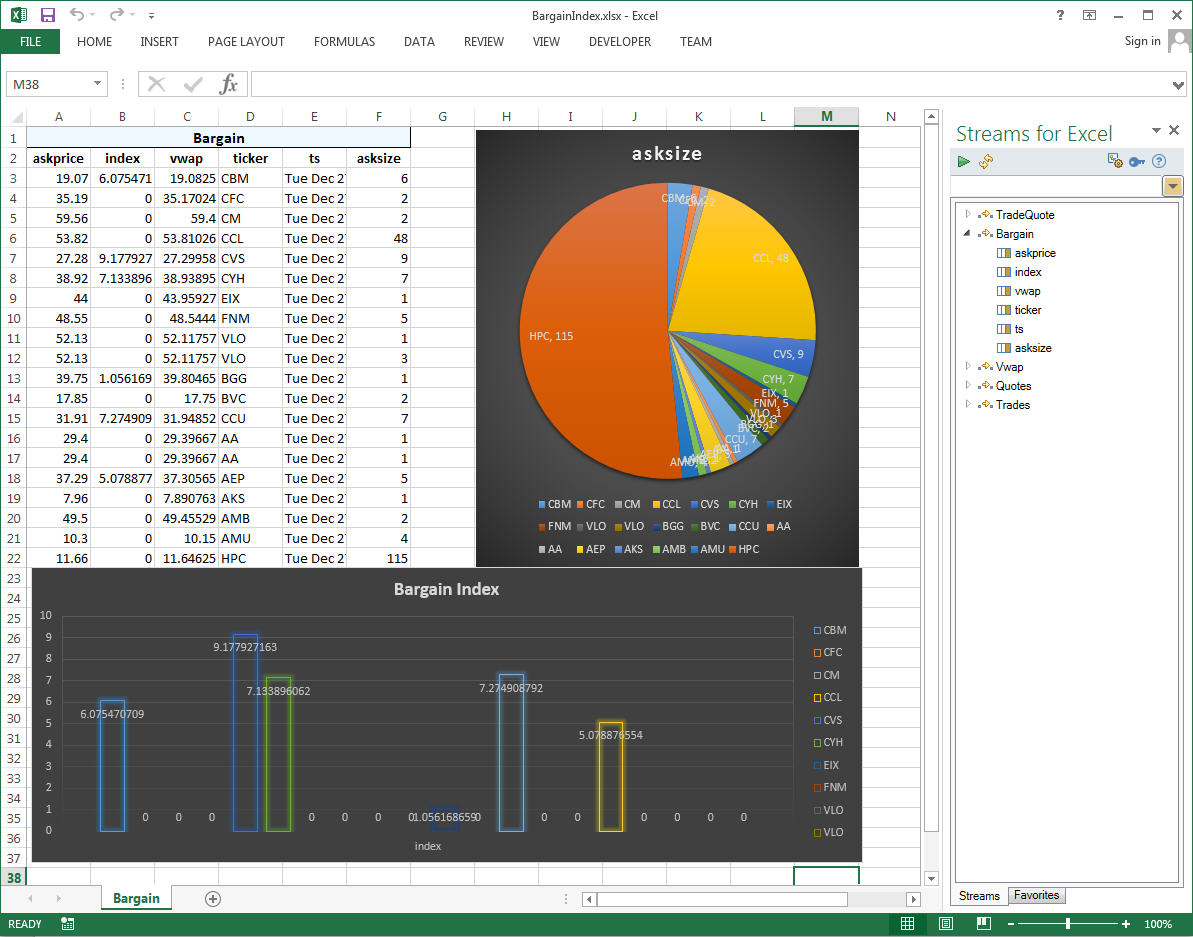 BargainIndex.xlsx - Excel
?
FILE HOME INSERT PAGE LAYOUT FORMULAS DATA REVIEW VIEW DEVELOPER TEAM Sign in
M38 fx
A B C D E F G H I J K L M N
1 Bargain
2 askprice index vwap ticker ts asksize
3 19.07 6.075471 19.0825 CBM Tue Dec 2 6
4 35.19 0 35.17024 CFC Tue Dec 2 2
5 59.56 0 59.4 CM Tue Dec 2 2
6 53.82 0 53.81026 CCL Tue Dec 2 48
7 27.28 9.177927 27.29958 CVS Tue Dec 2 9
8 38.92 7.133896 38.93895 CYH Tue Dec 2 7
9 44 0 43.95927 EIX Tue Dec 2 1
10 48.55 0 48.5444 FNM Tue Dec 2 5
11 52.13 0 52.11757 VLO Tue Dec 2 1
12 52.13 0 52.11757 VLO Tue Dec 2 3
13 39.75 1.056169 39.80465 BGG Tue Dec 2 1
14 17.85 0 17.75 BVC Tue Dec 2 2
15 31.91 7.274909 31.94852 CCU Tue Dec 2 7
16 29.4 0 29.39667 AA Tue Dec 2 1
17 29.4 0 29.39667 AA Tue Dec 2 1
18 37.29 5.078877 37.30565 AEP Tue Dec 2 5
19 7.96 0 7.890763 AKS Tue Dec 2 1
20 49.5 0 49.45529 AMB Tue Dec 2 2
21 10.3 0 10.15 AMU Tue Dec 2 4
22 11.66 0 11.64625 HPC Tue Dec 2 115
23
24
25
26
27
28
29
30
31
32
33
34
35
36
37
38
asksize
CCL, 48
HPC, 115
CVS, 9
CYH, 7
EIX, 1
FNM, 5
VLO, 1
VLO, 3
BVC, 2
CCU, 7
CBM CFC CM CCL CVS CYH EIX
FNM VLO VLO BGG BVC CCU AA
AA AEP AKS AMB AMU HPC
Bargain Index
10
9
8
7
6
5
4
3
2
1
0
6.075470709 0 0 0 9.177927163 7.133896062 0 0 0 0 1.056168659 0 7.274908792 0 0 5.078876554 0 0 0 0
index
CBM
CFC
CM
CCL
CVS
CYH
EIX
FNM
VLO
VLO
Streams for Excel
?
TradeQuote
Bargain
askprice
index
vwap
ticker
ts
asksize
Vwap
Quotes
Trades
Streams Favorites
Bargain
READY 100%